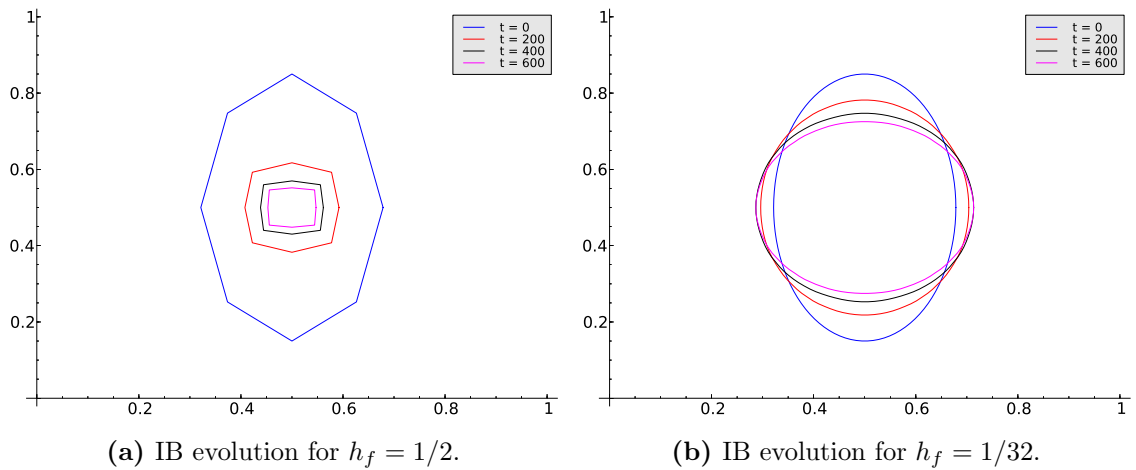 1
t = 0
t = 200
t = 400
t = 600
0.8
0.6
0.4
0.2
0.2 0.4 0.6 0.8 1
(a) IB evolution for h_f = 1/2.
1
t = 0
t = 200
t = 400
t = 600
0.8
0.6
0.4
0.2
0.2 0.4 0.6 0.8 1
(b) IB evolution for h_f = 1/32.